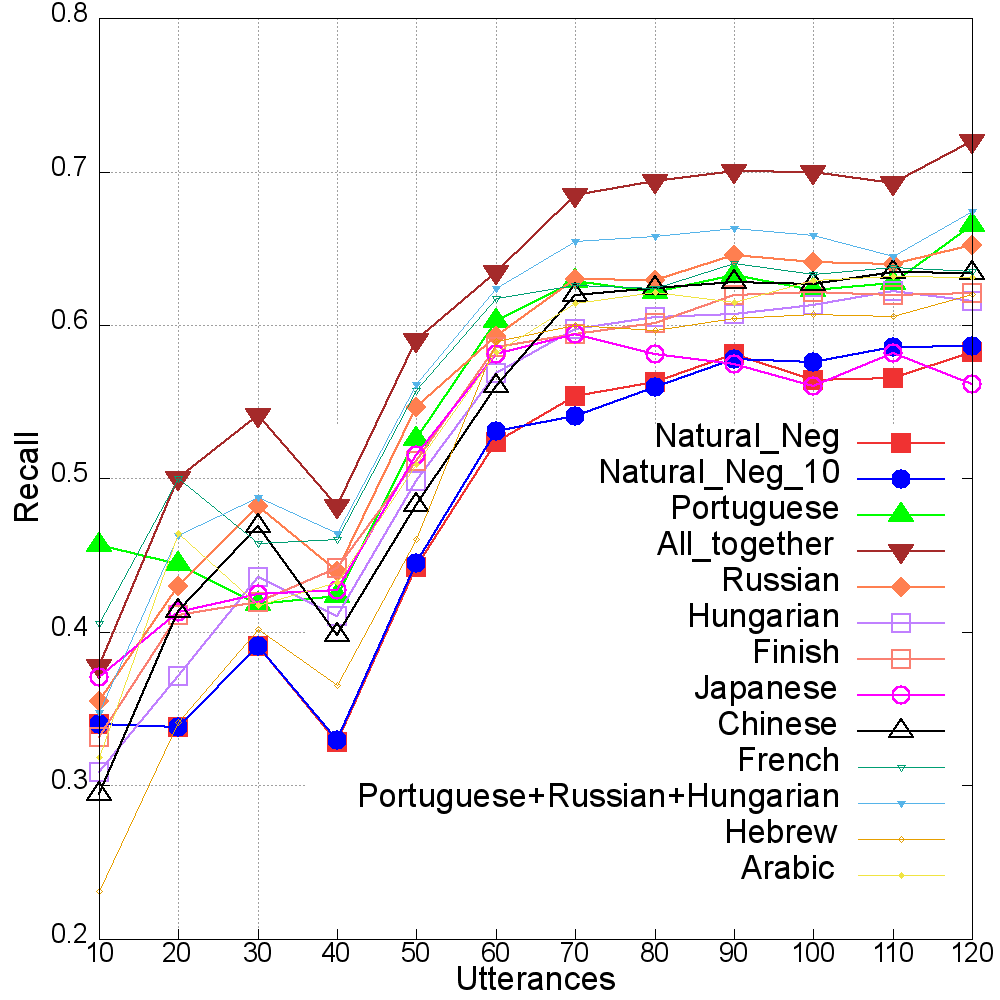 0.8
0.7
0.6
0.5
0.4
0.3
0.2
Recall
Natural_Neg
Natural_Neg_10
Portuguese
All_together
Russian
Hungarian
Finish
Japanese
Chinese
French
Portuguese+Russian+Hungarian
Hebrew
Arabic
10 20 30 40 50 60 70 80 90 100 110 120
Utterances